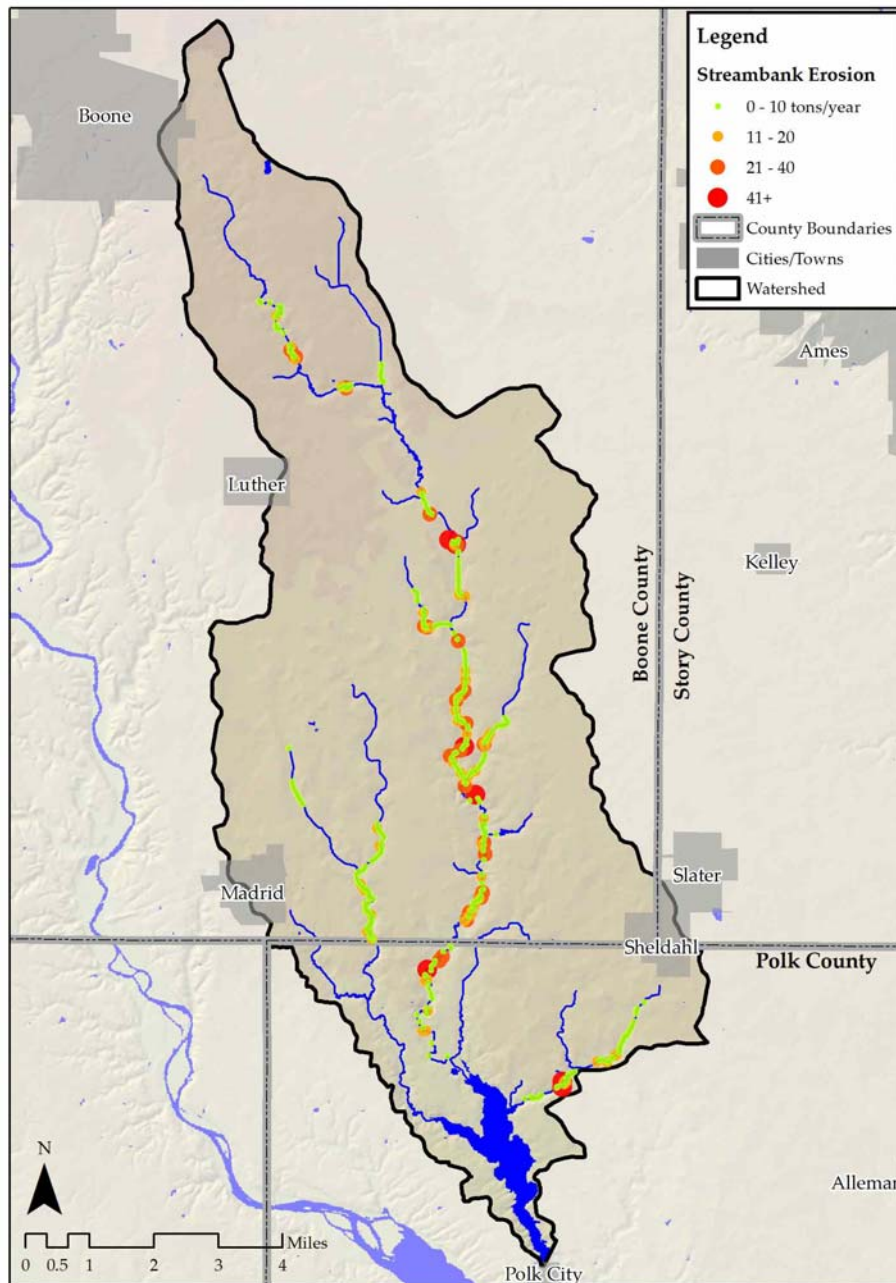 Legend
Streambank Erosion
0 - 10 tons/year
11 - 20
21 - 40
41+
County Boundaries
Cities/Towns
Watershed
Boone
Ames
Luther
Kelley
Boone County
Story County
Slater
Madrid
Sheldahl
Polk County
Alleman
N
Miles
0 0.5 1 2 3 4
Polk City